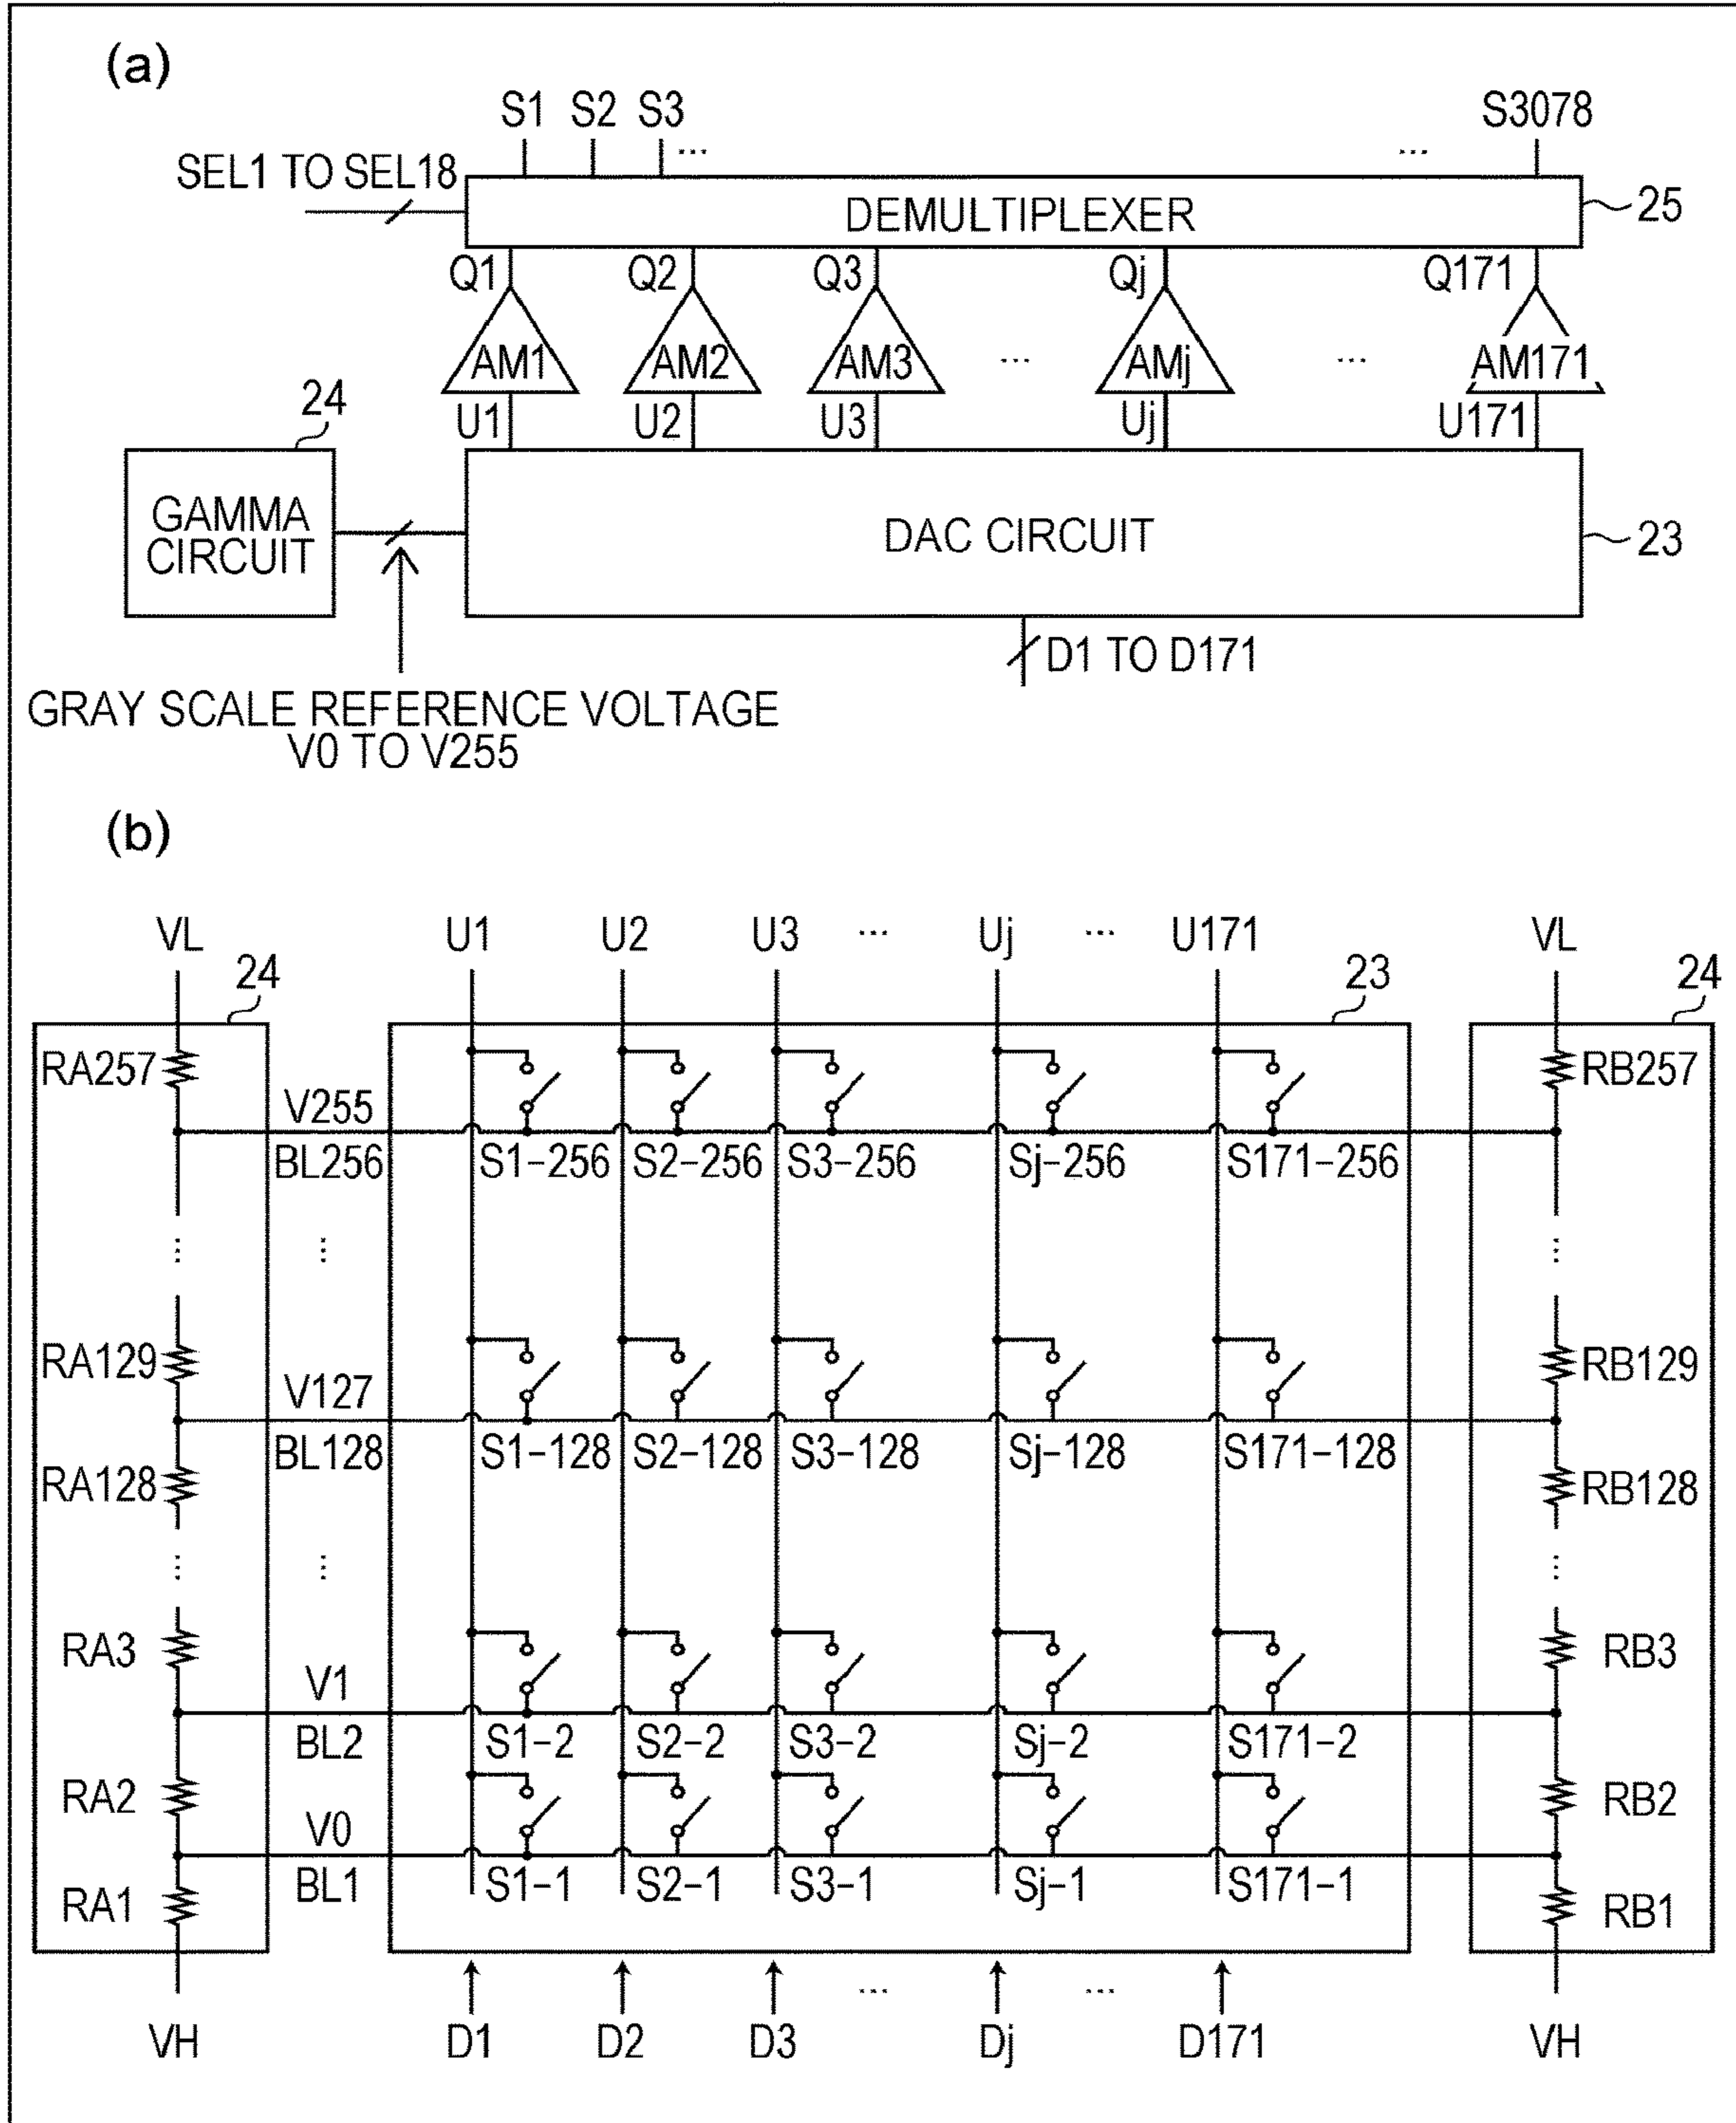 (a)
S1 S2 S3 ... ... S3078
SEL1 TO SEL18
DEMULTIPLEXER
25
Q1 Q2 Q3 Qj Q171
AM1 AM2 AM3 ... AMj ... AM171
24
U1 U2 U3 Uj U171
GAMMA
CIRCUIT
DAC CIRCUIT
23
D1 TO D171
GRAY SCALE REFERENCE VOLTAGE
V0 TO V255
(b)
VL U1 U2 U3 ... Uj ... U171 VL
24 23 24
RA257 RB257
V255
BL256 S1-256 S2-256 S3-256 Sj-256 S171-256
... ... ...
RA129 RB129
V127
BL128 S1-128 S2-128 S3-128 Sj-128 S171-128
RA128 RB128
... ... ...
RA3 RB3
V1
BL2 S1-2 S2-2 S3-2 Sj-2 S171-2
RA2 RB2
V0
BL1 S1-1 S2-1 S3-1 Sj-1 S171-1
RA1 RB1
VH D1 D2 D3 ... Dj ... D171 VH